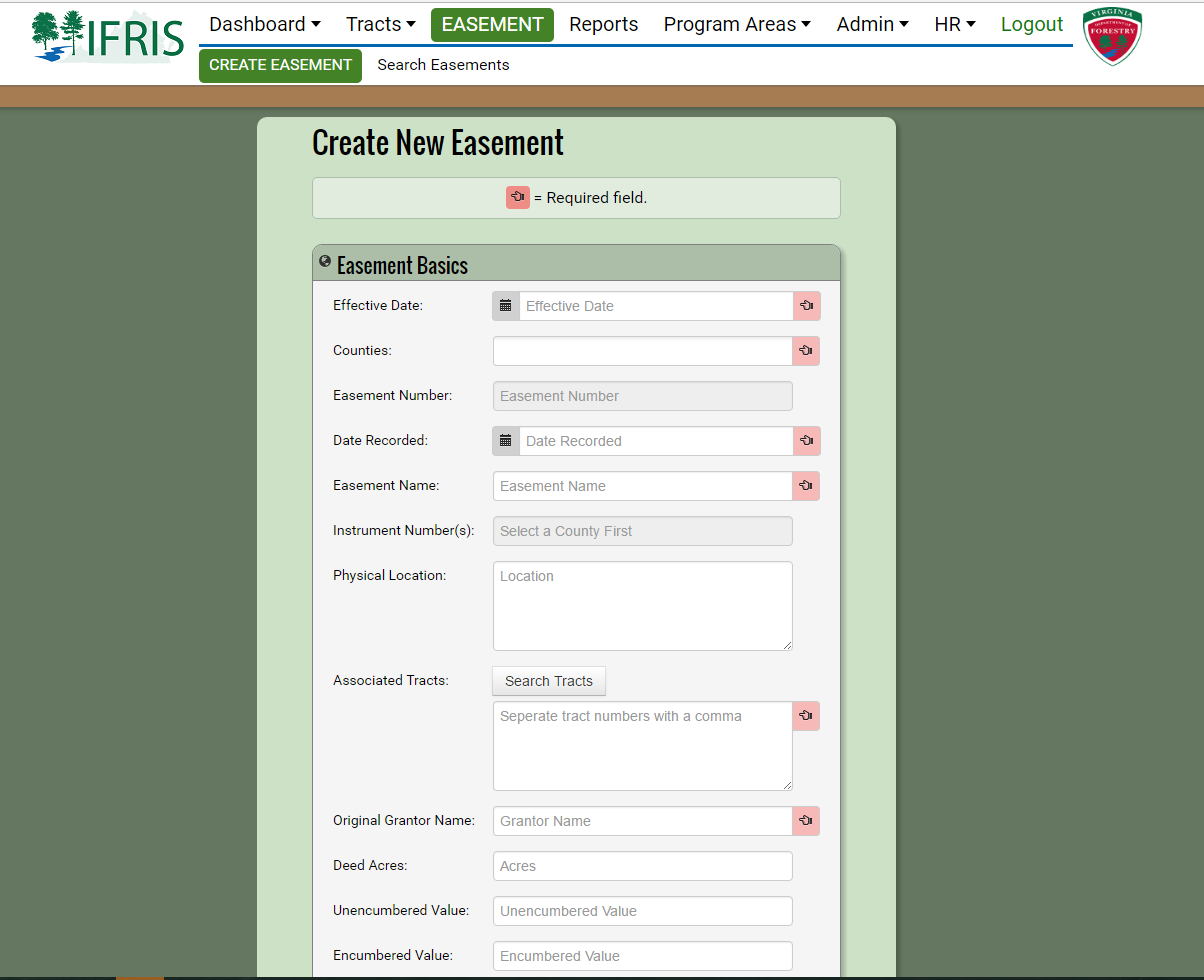 IFRIS
Dashboard Tracts EASEMENT Reports Program Areas Admin HR Logout
VIRGINIA
DEPARTMENT OF
FORESTRY
CREATE EASEMENT Search Easements
Create New Easement
= Required field.
Easement Basics
Effective Date: Effective Date
Counties:
Easement Number: Easement Number
Date Recorded: Date Recorded
Easement Name: Easement Name
Instrument Number(s): Select a County First
Physical Location: Location
Associated Tracts: Search Tracts
Seperate tract numbers with a comma
Original Grantor Name: Grantor Name
Deed Acres: Acres
Unencumbered Value: Unencumbered Value
Encumbered Value: Encumbered Value